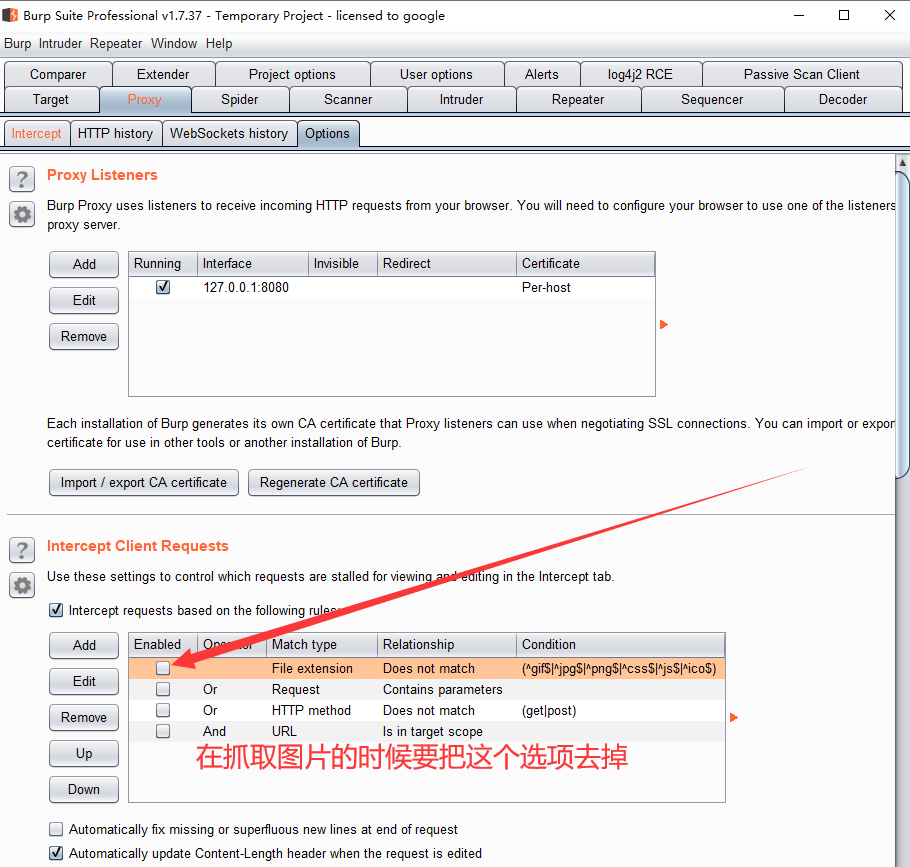 Burp Suite Professional v1.7.37 - Temporary Project - licensed to google
Burp Intruder Repeater Window Help
Comparer Extender Project options User options Alerts log4j2 RCE Passive Scan Client
Target Proxy Spider Scanner Intruder Repeater Sequencer Decoder
Intercept HTTP history WebSockets history Options
? Proxy Listeners
Burp Proxy uses listeners to receive incoming HTTP requests from your browser. You will need to configure your browser to use one of the listeners
proxy server.
Add Running Interface Invisible Redirect Certificate
127.0.0.1:8080 Per-host
Edit
Remove
Each installation of Burp generates its own CA certificate that Proxy listeners can use when negotiating SSL connections. You can import or export
certificate for use in other tools or another installation of Burp.
Import / export CA certificate Regenerate CA certificate
? Intercept Client Requests
Use these settings to control which requests are stalled for viewing and editing in the Intercept tab.
Intercept requests based on the following rules:
Add Enabled Operator Match type Relationship Condition
File extension Does not match (^gif$|^jpg$|^png$|^css$|^js$|^ico$)
Edit Or Request Contains parameters
Remove Or HTTP method Does not match (get|post)
And URL Is in target scope
Up 在抓取图片的时候要把这个选项去掉
Down
Automatically fix missing or superfluous new lines at end of request
Automatically update Content-Length header when the request is edited